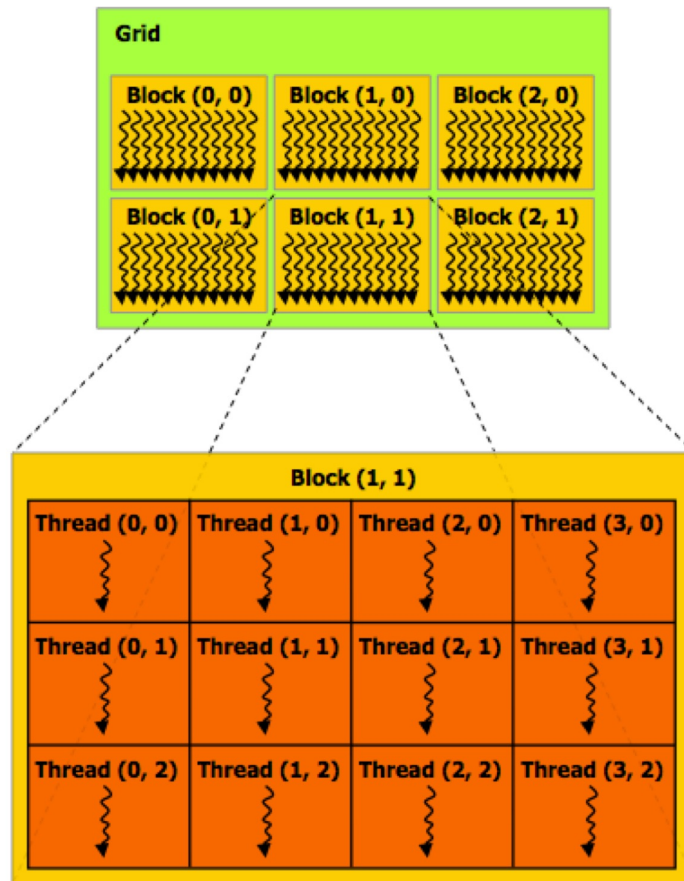 Grid
Block (0, 0) Block (1, 0) Block (2, 0)
Block (0, 1) Block (1, 1) Block (2, 1)
Block (1, 1)
Thread (0, 0) Thread (1, 0) Thread (2, 0) Thread (3, 0)
Thread (0, 1) Thread (1, 1) Thread (2, 1) Thread (3, 1)
Thread (0, 2) Thread (1, 2) Thread (2, 2) Thread (3, 2)